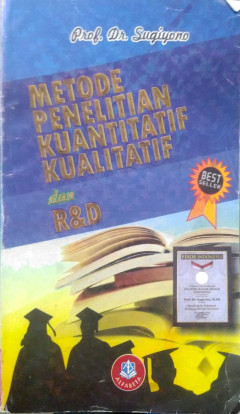 Prof. Dr. Sugiyono
METODE
PENELITIAN
KUANTITATIF
KUALITATIF
dan
R&D
BEST
SELLER
ALFABETA